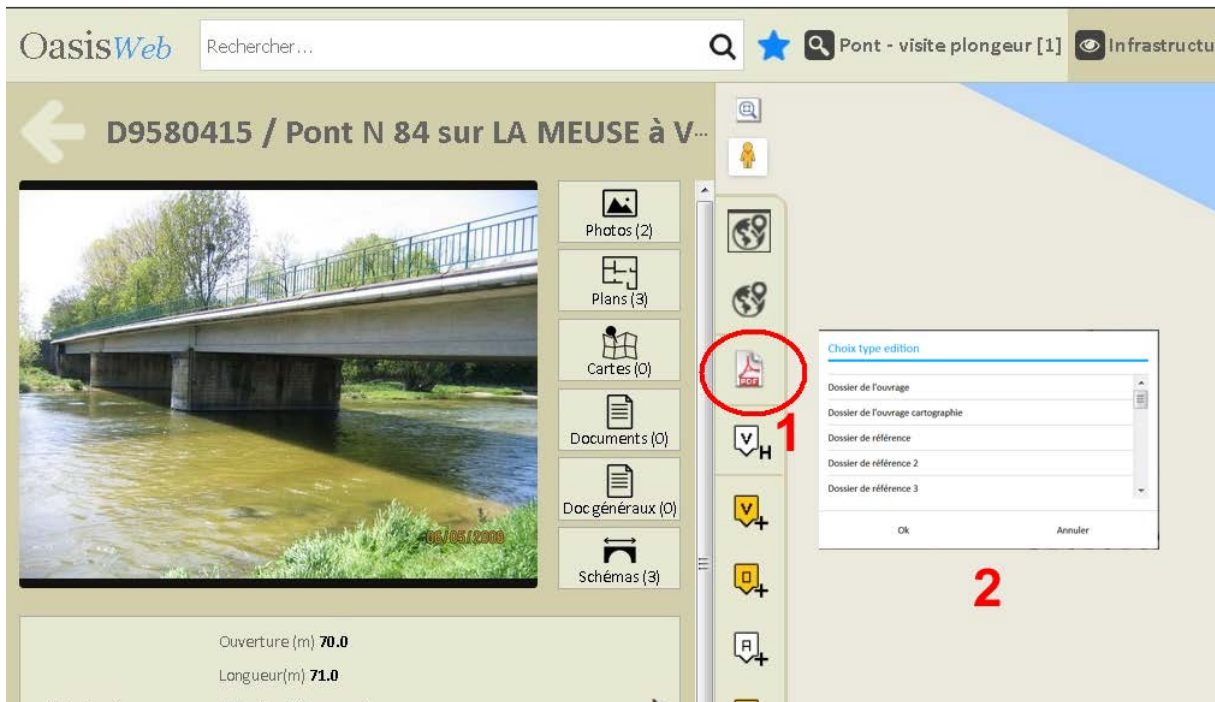 OasisWeb
Rechercher...
Pont - visite plongeur [1]
Infrastructu
D9580415 / Pont N 84 sur LA MEUSE à V...
Photos (2)
Plans (3)
Cartes (0)
Documents (0)
Doc généraux (0)
Schémas (3)
06/05/2008
Ouverture (m) 70.0
Longueur(m) 71.0
PDF
V H
V +
D +
A +
1
Choix type edition
Dossier de l'ouvrage
Dossier de l'ouvrage cartographie
Dossier de référence
Dossier de référence 2
Dossier de référence 3
Ok
Annuler
2